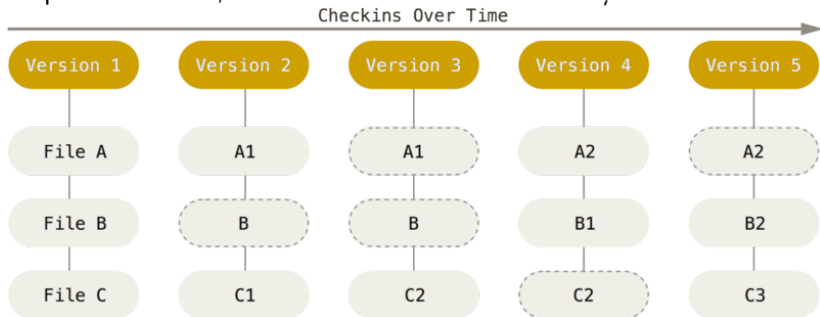 Checkins Over Time
Version 1 Version 2 Version 3 Version 4 Version 5
File A A1 A1 A2 A2
File B B B B1 B2
File C C1 C2 C2 C3